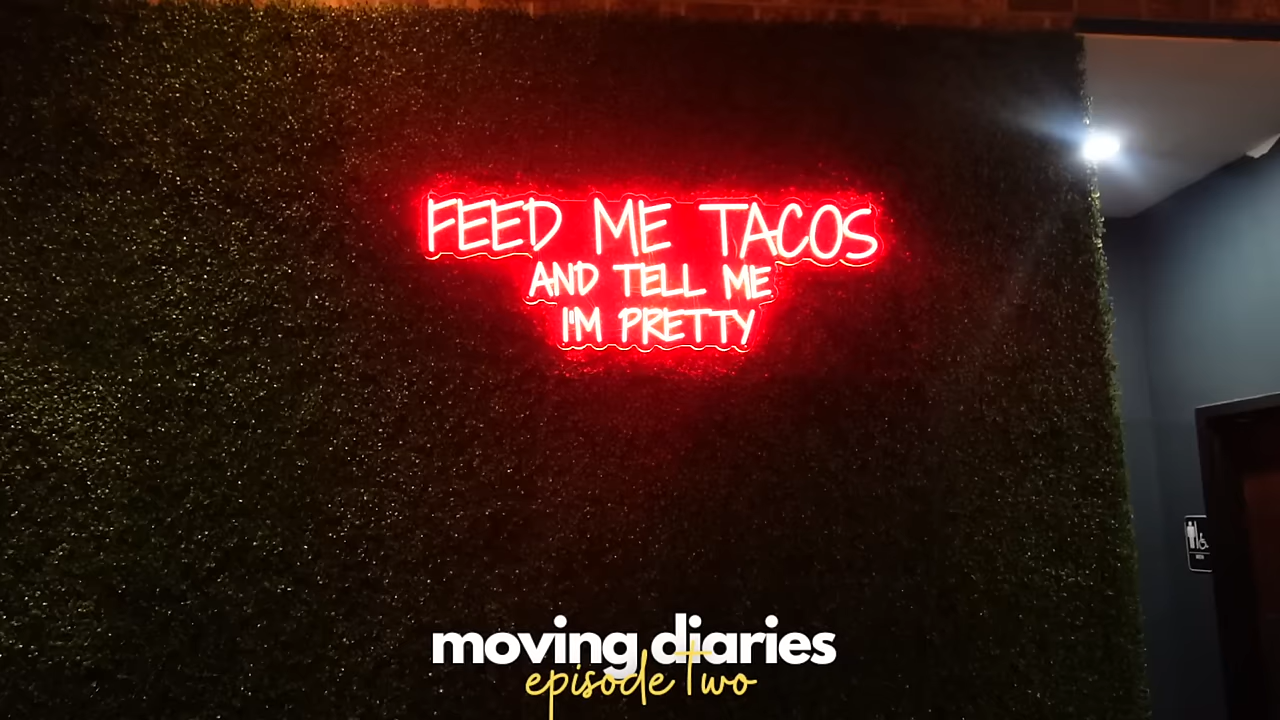 FEED ME TACOS
AND TELL ME
I'M PRETTY
moving diaries
episode two